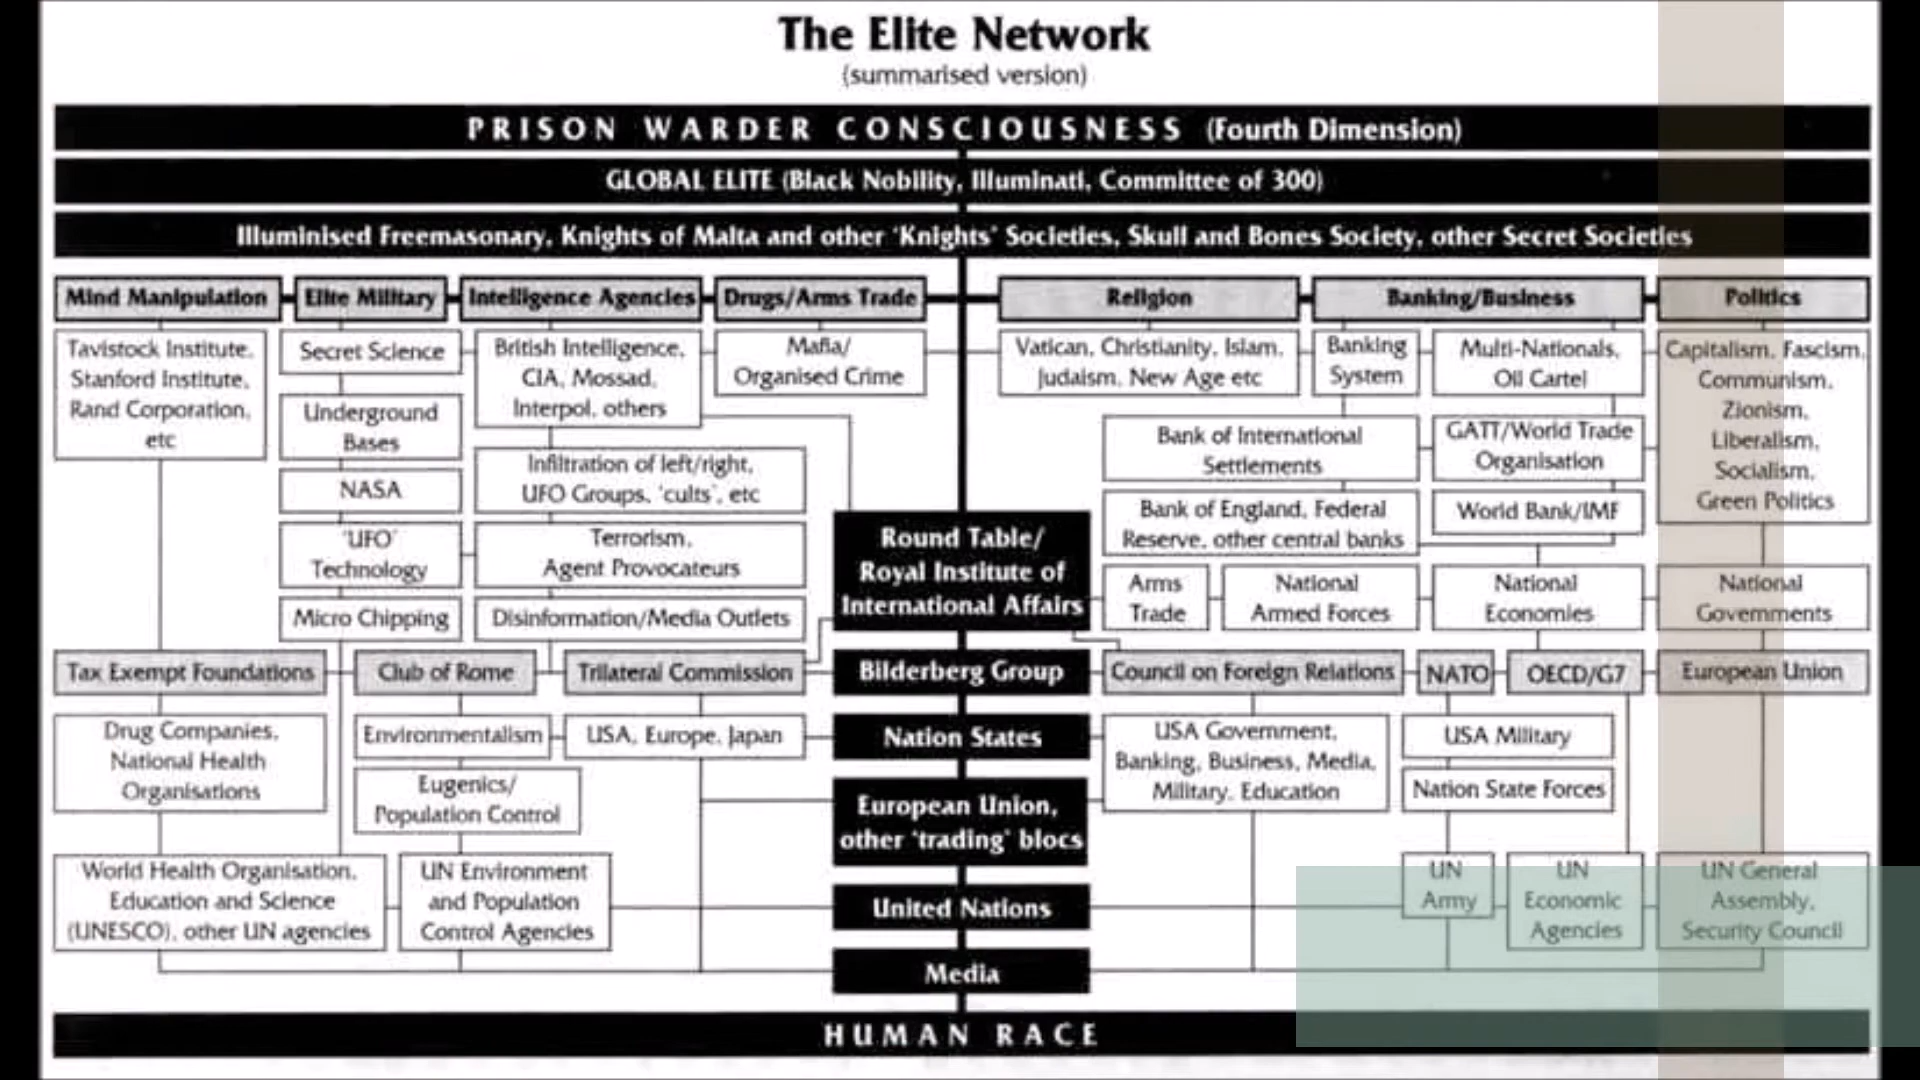 The Elite Network
(summarised version)
PRISON WARDER CONSCIOUSNESS (Fourth Dimension)
GLOBAL ELITE (Black Nobility, Illuminati, Committee of 300)
Illuminised Freemasonary, Knights of Malta and other 'Knights' Societies, Skull and Bones Society, other Secret Societies
Mind Manipulation
Elite Military
Intelligence Agencies
Drugs/Arms Trade
Religion
Banking/Business
Politics
Tavistock Institute,
Stanford Institute,
Rand Corporation,
etc
Secret Science
Underground
Bases
NASA
'UFO'
Technology
Micro Chipping
British Intelligence,
CIA, Mossad,
Interpol, others
Infiltration of left/right,
UFO Groups, 'cults', etc
Terrorism,
Agent Provocateurs
Disinformation/Media Outlets
Mafia/
Organised Crime
Vatican, Christianity, Islam,
Judaism, New Age etc
Banking
System
Multi-Nationals,
Oil Cartel
Capitalism, Fascism,
Communism,
Zionism,
Liberalism,
Socialism,
Green Politics
Bank of International
Settlements
GATT/World Trade
Organisation
Bank of England, Federal
Reserve, other central banks
World Bank/IMF
Round Table/
Royal Institute of
International Affairs
Arms
Trade
National
Armed Forces
National
Economies
National
Governments
Tax Exempt Foundations
Club of Rome
Trilateral Commission
Bilderberg Group
Council on Foreign Relations
NATO
OECD/G7
European Union
Drug Companies,
National Health
Organisations
Environmentalism
USA, Europe, Japan
Nation States
USA Government,
Banking, Business, Media,
Military, Education
USA Military
Nation State Forces
Eugenics/
Population Control
European Union,
other 'trading' blocs
World Health Organisation,
Education and Science
(UNESCO), other UN agencies
UN Environment
and Population
Control Agencies
United Nations
UN
Army
UN
Economic
Agencies
UN General
Assembly,
Security Council
Media
HUMAN RACE